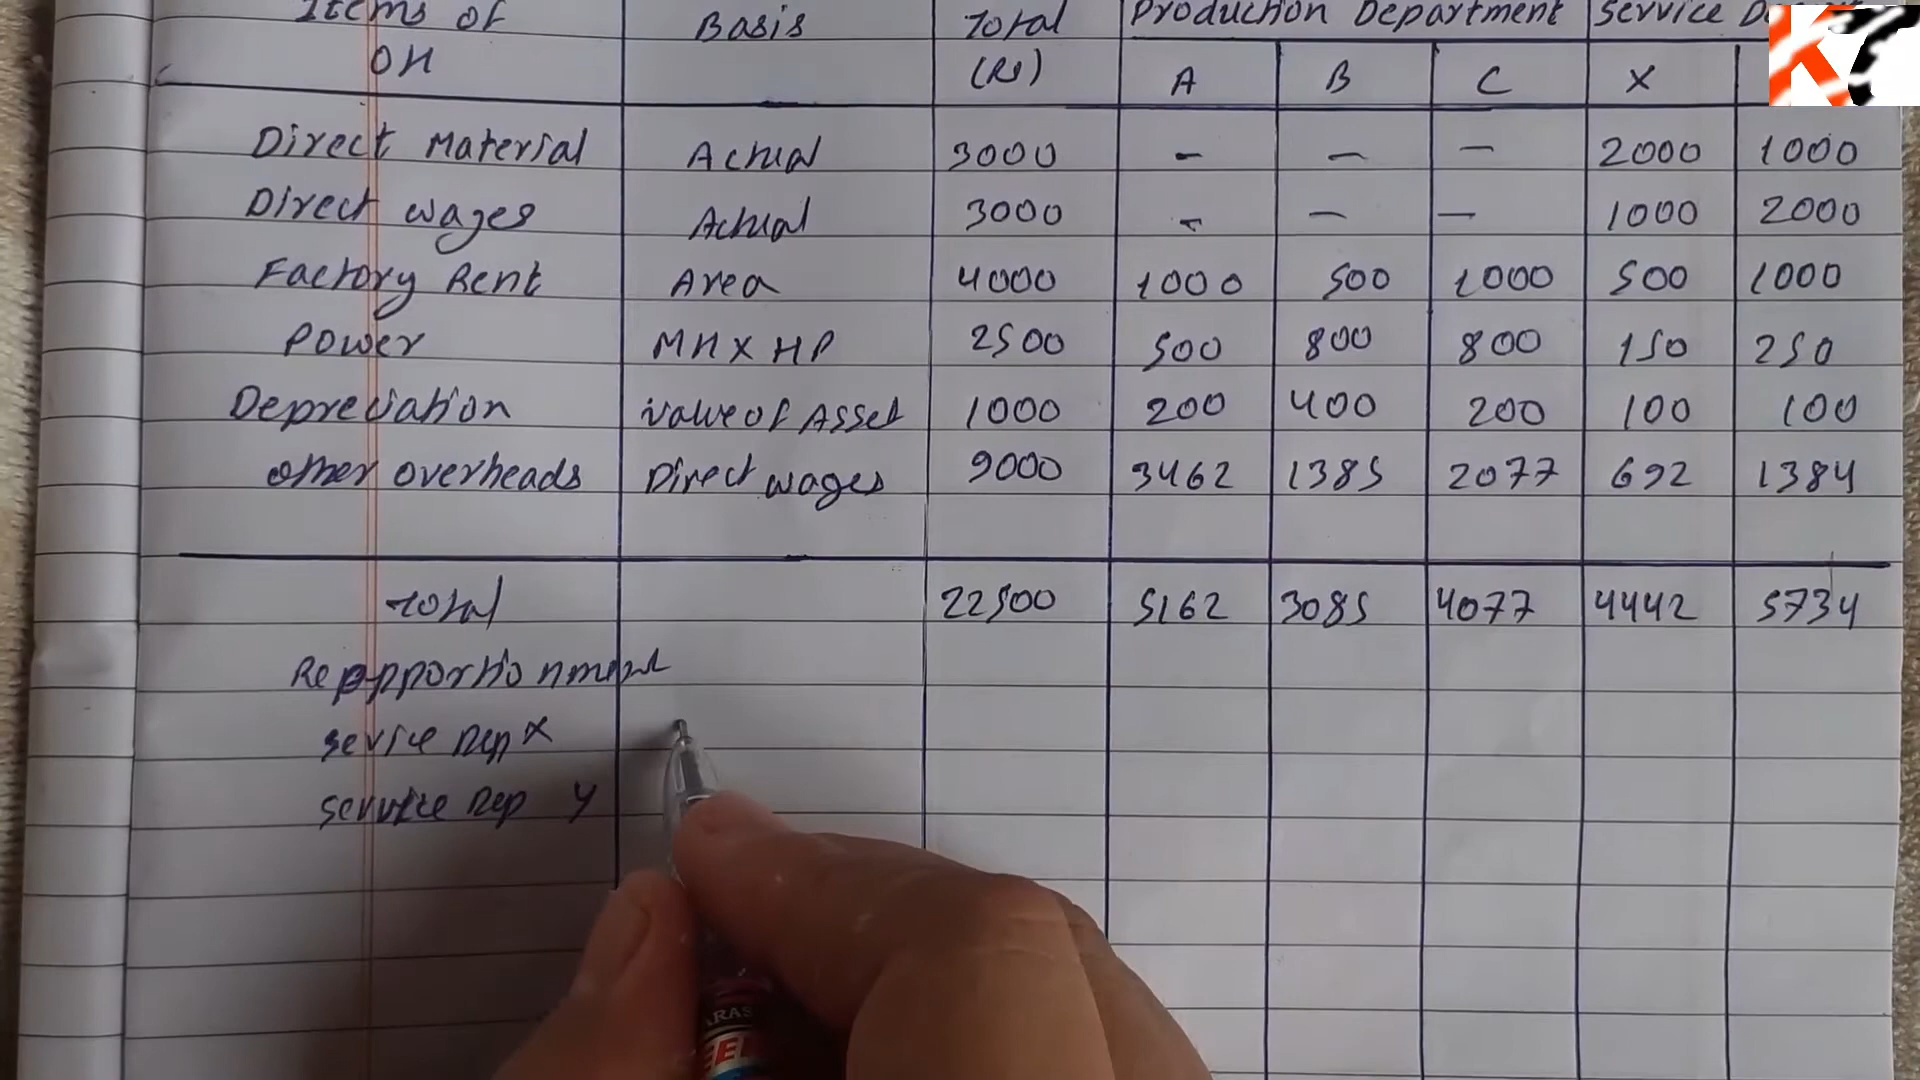 Items of Basis Total Production Department Service
OH (Rs) A B C X
Direct Material Actual 3000 - - - 2000 1000
Direct wages Actual 3000 - - - 1000 2000
Factory Rent Area 4000 1000 500 1000 500 1000
Power MH X HP 2500 500 800 800 150 250
Depreciation value of Asset 1000 200 400 200 100 100
other overheads Direct wages 9000 3462 1385 2077 692 1384
Total 22500 5162 3085 4077 4442 5734
Reapportionment
Sevice Dep X
Service Dep Y